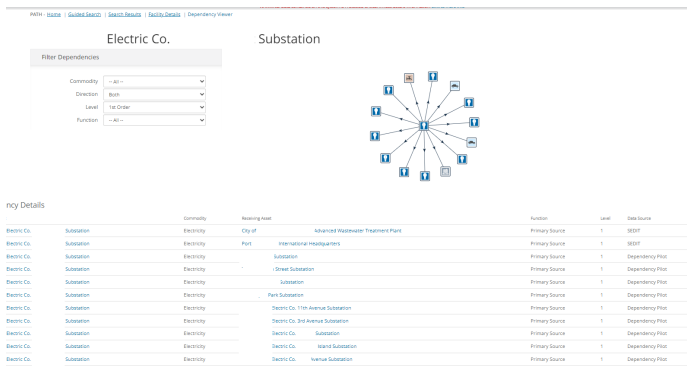 PATH - Home | Guided Search | Search Results | Facility Details | Dependency Viewer
Electric Co. Substation
Filter Dependencies
Commodity -- All --
Direction Both
Level 1st Order
Function -- All --
ncy Details
Commodity Receiving Asset Function Level Data Source
Electric Co. Substation Electricity City of Advanced Wastewater Treatment Plant Primary Source 1 SEDIT
Electric Co. Substation Electricity Port International Headquarters Primary Source 1 SEDIT
Electric Co. Substation Electricity Substation Primary Source 1 Dependency Pilot
Electric Co. Substation Electricity Street Substation Primary Source 1 Dependency Pilot
Electric Co. Substation Electricity Substation Primary Source 1 Dependency Pilot
Electric Co. Substation Electricity Park Substation Primary Source 1 Dependency Pilot
Electric Co. Substation Electricity Electric Co. 11th Avenue Substation Primary Source 1 Dependency Pilot
Electric Co. Substation Electricity Electric Co. 3rd Avenue Substation Primary Source 1 Dependency Pilot
Electric Co. Substation Electricity Electric Co. Substation Primary Source 1 Dependency Pilot
Electric Co. Substation Electricity Electric Co. Island Substation Primary Source 1 Dependency Pilot
Electric Co. Substation Electricity Electric Co. Avenue Substation Primary Source 1 Dependency Pilot